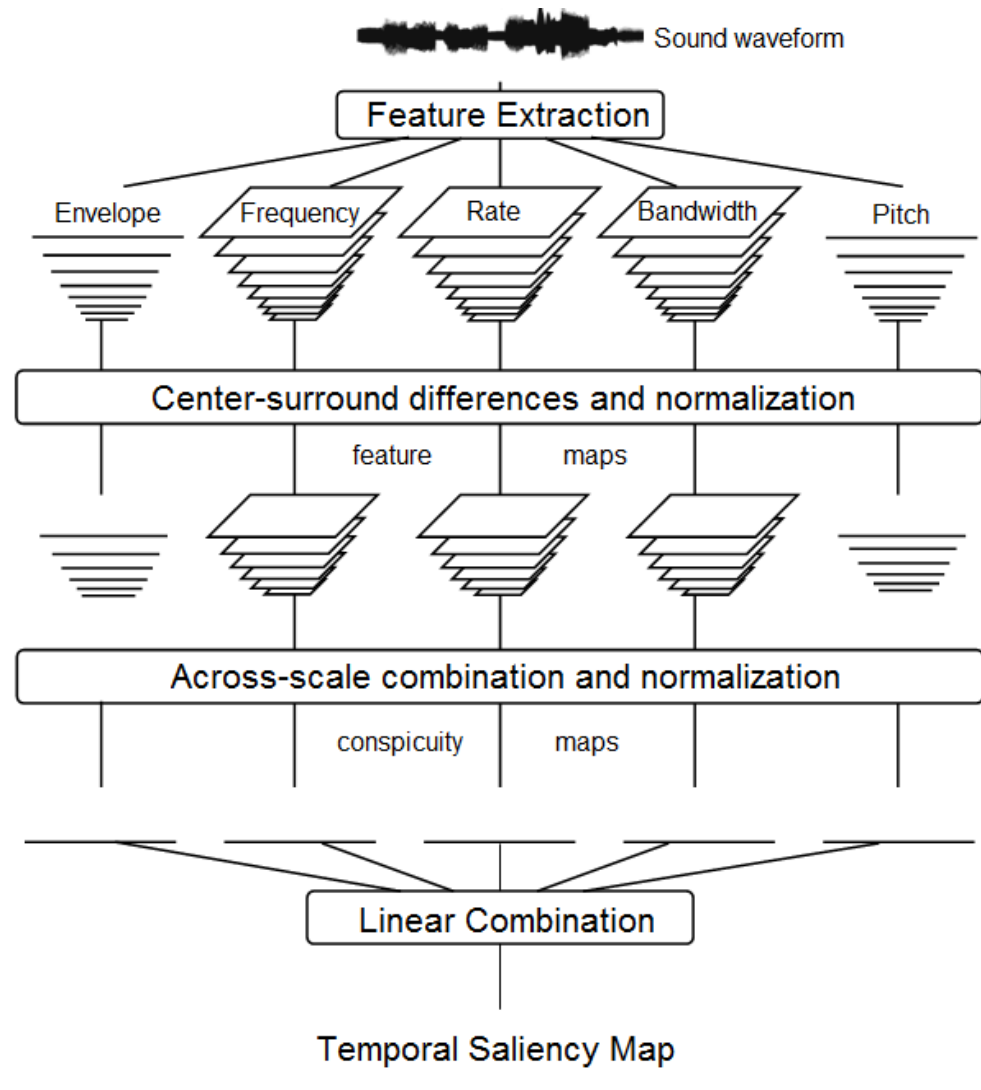 Sound waveform
Feature Extraction
Envelope
Frequency
Rate
Bandwidth
Pitch
Center-surround differences and normalization
feature maps
Across-scale combination and normalization
conspicuity maps
Linear Combination
Temporal Saliency Map